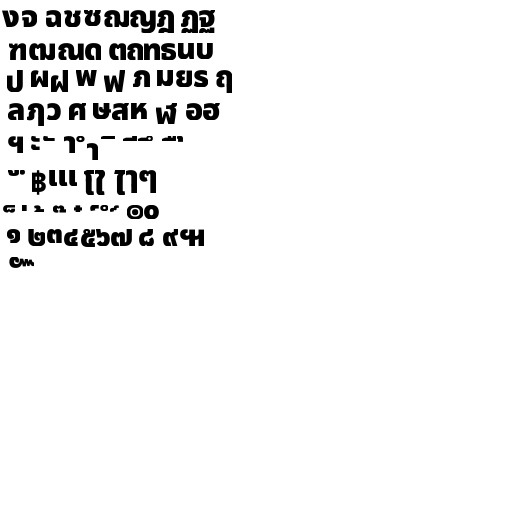 งจ ฉชซฌญฎ ฏฐ
ฑฒณด ตถทธนบ
ป ผฝ พ ฟ ภ มยร ฤ
ลฦว ศ ษสห ฬ อฮ
ฯ ะ ั า ำ ิ ี ึ ื ุ
ู ฺ ฿ เแ โใ ไๅๆ
็ ่ ้ ๊ ๋ ์ ํ ๎ ๏๐
๑ ๒๓๔๕๖๗ ๘ ๙๚
๛